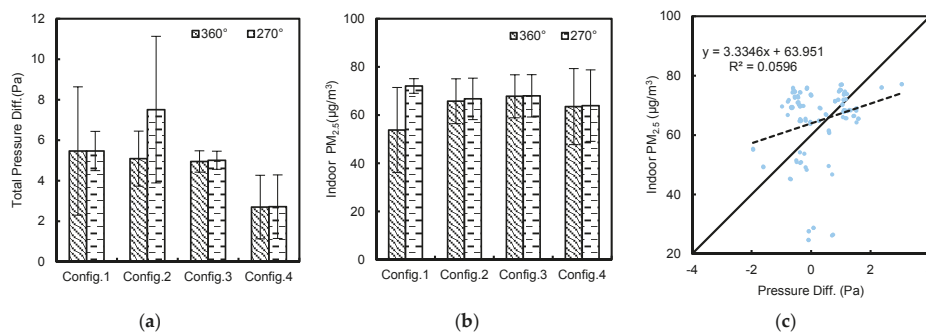 12
10
8
6
4
2
0
Total Pressure Diff.(Pa)
360° 270°
Config.1 Config.2 Config.3 Config.4
(a)
100
80
60
40
20
0
Indoor PM2.5 (μg/m³)
360° 270°
Config.1 Config.2 Config.3 Config.4
(b)
100
80
60
40
20
Indoor PM2.5 (μg/m³)
y = 3.3346x + 63.951
R² = 0.0596
-4 -2 0 2 4
Pressure Diff. (Pa)
(c)